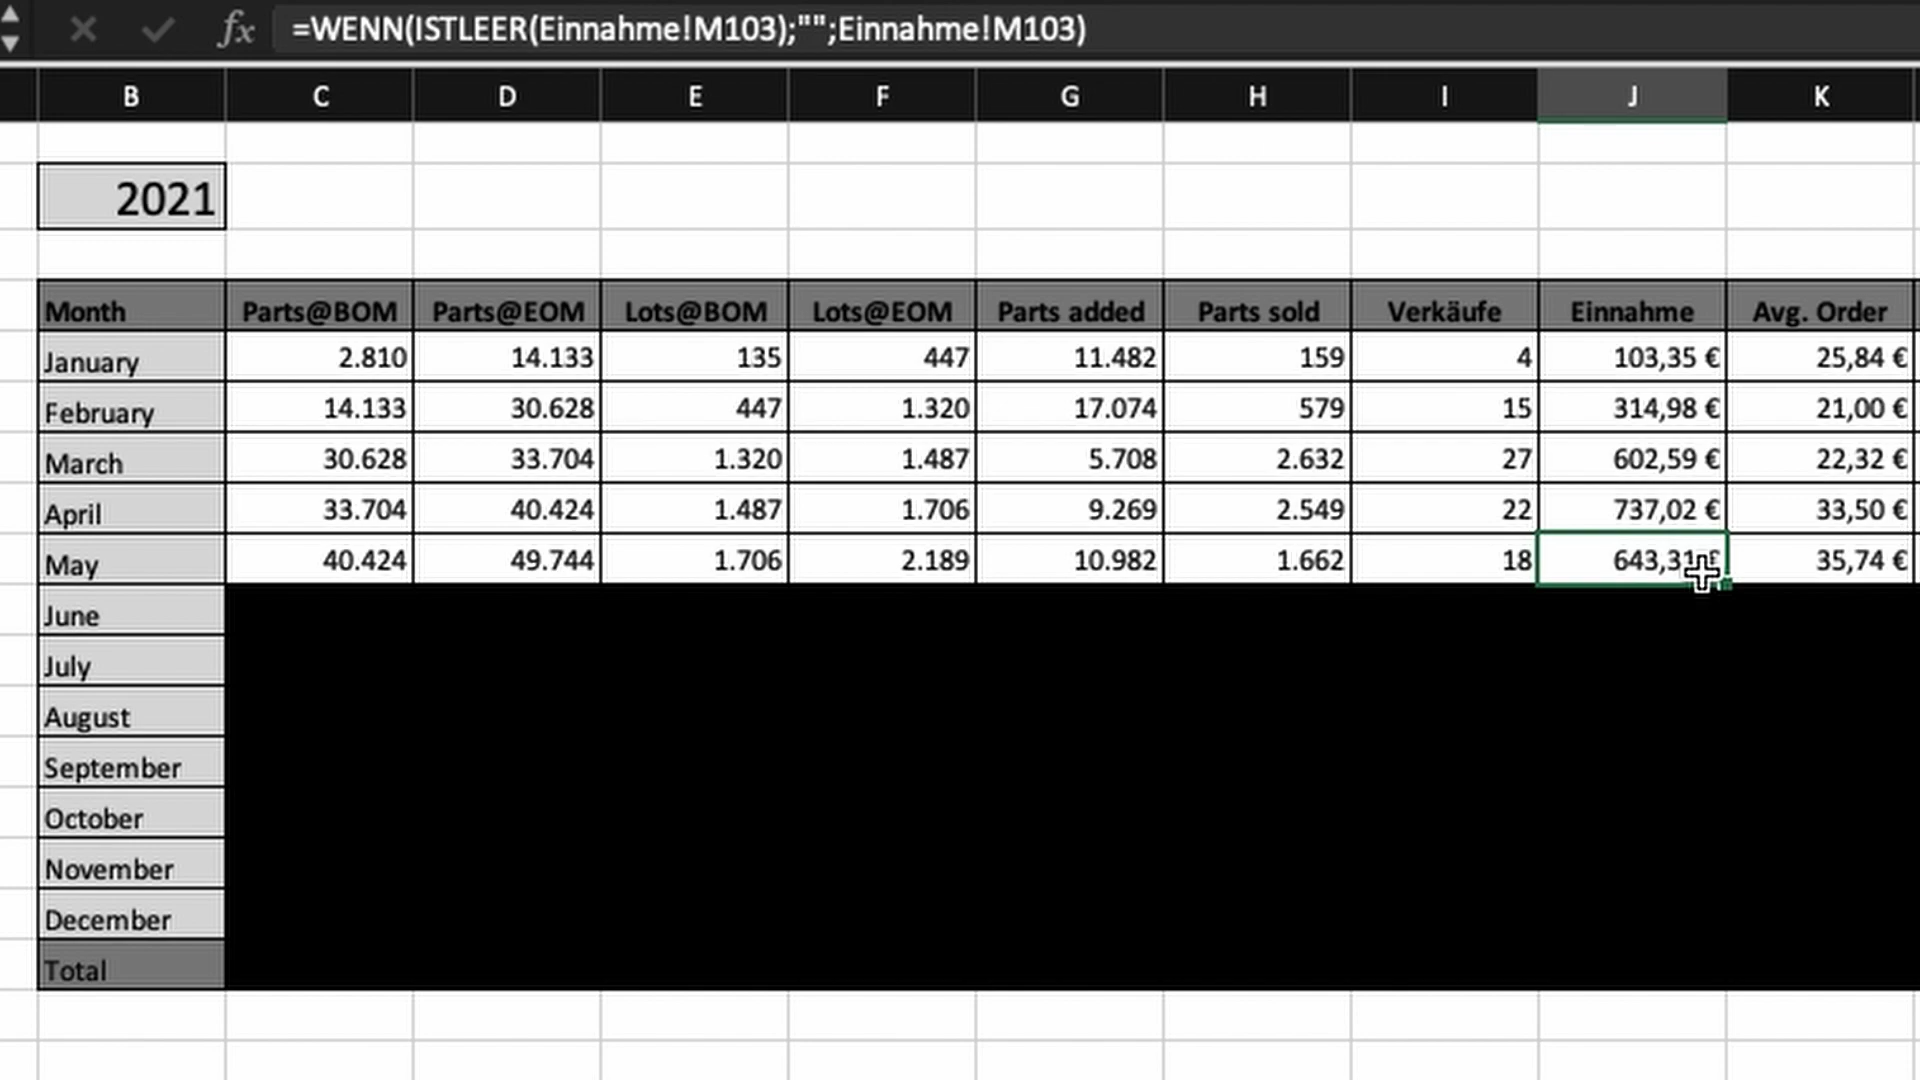 fx =WENN(ISTLEER(Einnahme!M103);"";Einnahme!M103)
B C D E F G H I J K
2021
Month Parts@BOM Parts@EOM Lots@BOM Lots@EOM Parts added Parts sold Verkäufe Einnahme Avg. Order
January 2.810 14.133 135 447 11.482 159 4 103,35 € 25,84 €
February 14.133 30.628 447 1.320 17.074 579 15 314,98 € 21,00 €
March 30.628 33.704 1.320 1.487 5.708 2.632 27 602,59 € 22,32 €
April 33.704 40.424 1.487 1.706 9.269 2.549 22 737,02 € 33,50 €
May 40.424 49.744 1.706 2.189 10.982 1.662 18 643,31 € 35,74 €
June
July
August
September
October
November
December
Total